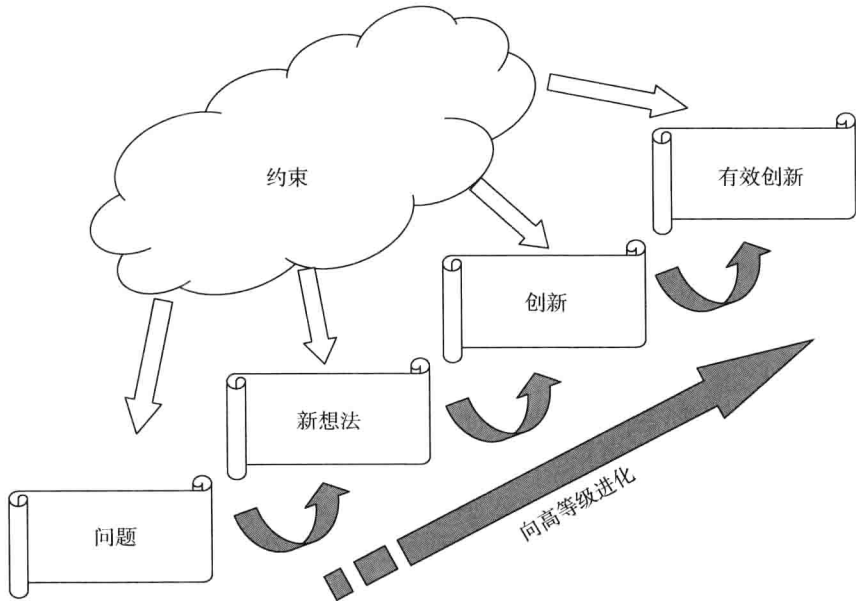 约束
有效创新
创新
新想法
问题
向高等级进化